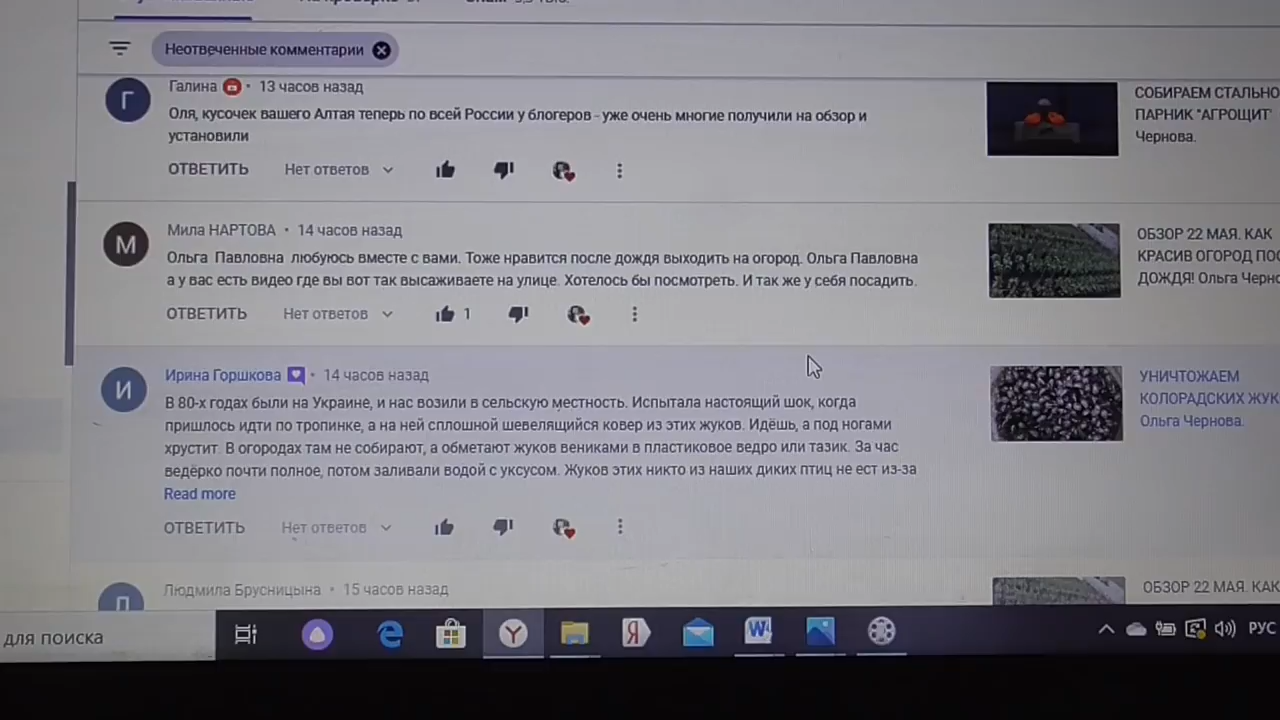 Неотвеченные комментарии
Галина • 13 часов назад
Оля, кусочек вашего Алтая теперь по всей России у блогеров - уже очень многие получили на обзор и
установили
ОТВЕТИТЬ Нет ответов
СОБИРАЕМ СТАЛЬНО
ПАРНИК "АГРОЩИТ"
Чернова.
Г
Мила НАРТОВА • 14 часов назад
Ольга Павловна любуюсь вместе с вами. Тоже нравится после дождя выходить на огород. Ольга Павловна
а у вас есть видео где вы вот так высаживаете на улице. Хотелось бы посмотреть. И так же у себя посадить.
ОТВЕТИТЬ Нет ответов 1
ОБЗОР 22 МАЯ. КАК
КРАСИВ ОГОРОД ПОС
ДОЖДЯ! Ольга Черно
М
Ирина Горшкова • 14 часов назад
В 80-х годах были на Украине, и нас возили в сельскую местность. Испытала настоящий шок, когда
пришлось идти по тропинке, а на ней сплошной шевелящийся ковер из этих жуков. Идёшь, а под ногами
хрустит. В огородах там не собирают, а обметают жуков вениками в пластиковое ведро или тазик. За час
ведёрко почти полное, потом заливали водой с уксусом. Жуков этих никто из наших диких птиц не ест из-за
Read more
ОТВЕТИТЬ Нет ответов
УНИЧТОЖАЕМ
КОЛОРАДСКИХ ЖУК
Ольга Чернова.
И
Людмила Брусницына • 15 часов назад
ОБЗОР 22 МАЯ. КАК
Л
для поиска
Я
W
РУС